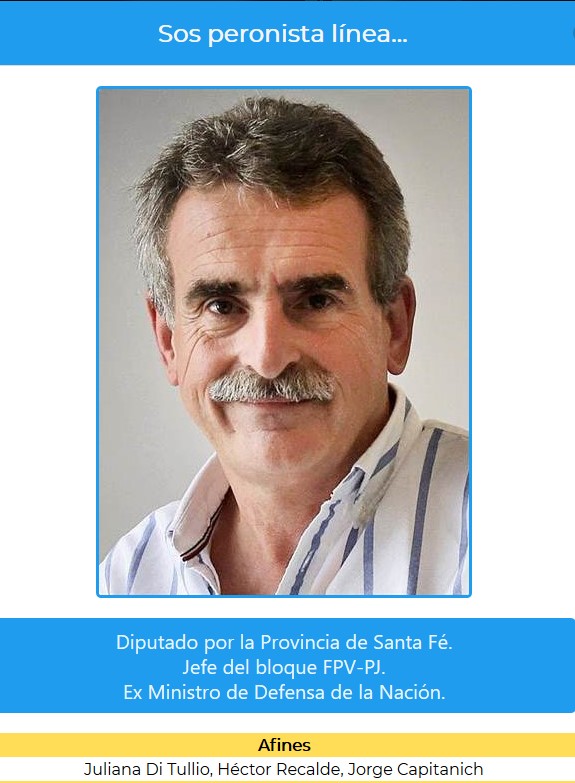 Sos peronista línea...
Diputado por la Provincia de Santa Fé.
Jefe del bloque FPV-PJ.
Ex Ministro de Defensa de la Nación.
Afines
Juliana Di Tullio, Héctor Recalde, Jorge Capitanich